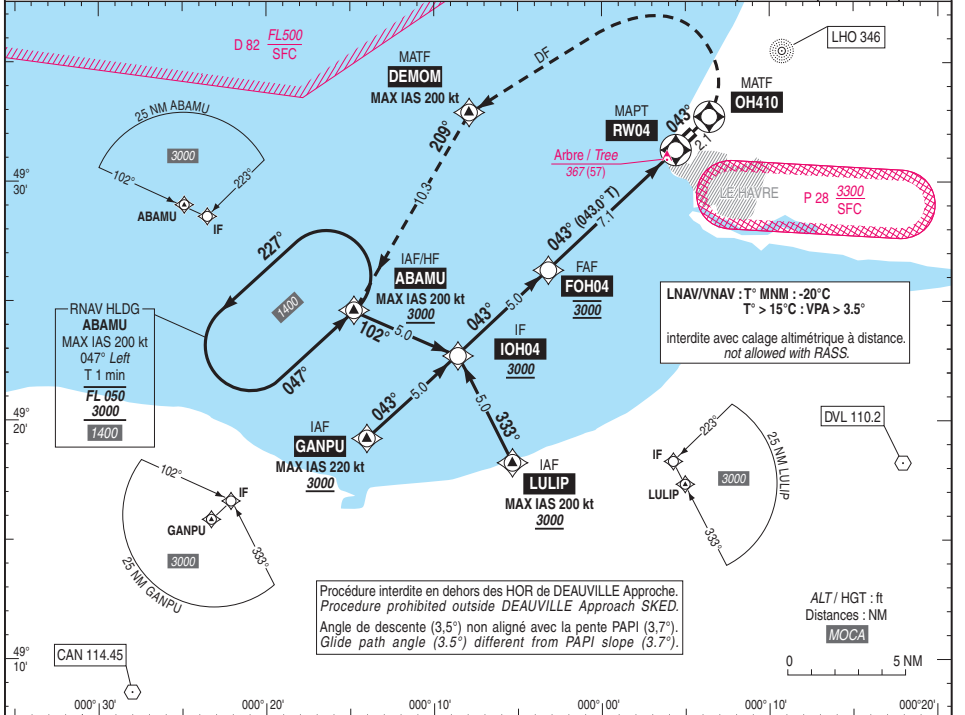 D 82 FL500
SFC
LHO 346
MATF
DEMOM
MAX IAS 200 kt
DF
MATF
OH410
MAPT
RW04
043°
2.1
Arbre / Tree
367 (57)
LE HAVRE
P 28 3300
SFC
25 NM ABAMU
3000
102°
223°
ABAMU
IF
49°
30'
209°
10.3
043° (043.0° T)
7.1
227°
1400
047°
IAF/HF
ABAMU
MAX IAS 200 kt
3000
102°
5.0
043°
5.0
FAF
FOH04
3000
IF
IOH04
3000
LNAV/VNAV : T° MNM : -20°C
T° > 15°C : VPA > 3.5°
interdite avec calage altimétrique à distance.
not allowed with RASS.
RNAV HLDG
ABAMU
MAX IAS 200 kt
047° Left
T 1 min
FL 050
3000
1400
49°
20'
043°
5.0
IAF
GANPU
MAX IAS 220 kt
3000
5.0
333°
IAF
LULIP
MAX IAS 200 kt
3000
DVL 110.2
223°
IF
LULIP
3000
25 NM LULIP
333°
102°
IF
GANPU
3000
333°
25 NM GANPU
Procédure interdite en dehors des HOR de DEAUVILLE Approche.
Procedure prohibited outside DEAUVILLE Approach SKED.
Angle de descente (3,5°) non aligné avec la pente PAPI (3,7°).
Glide path angle (3.5°) different from PAPI slope (3.7°).
ALT / HGT : ft
Distances : NM
MOCA
0 5 NM
49°
10'
CAN 114.45
000° 30' 000° 20' 000° 10' 000° 00' 000° 10' 000° 20'